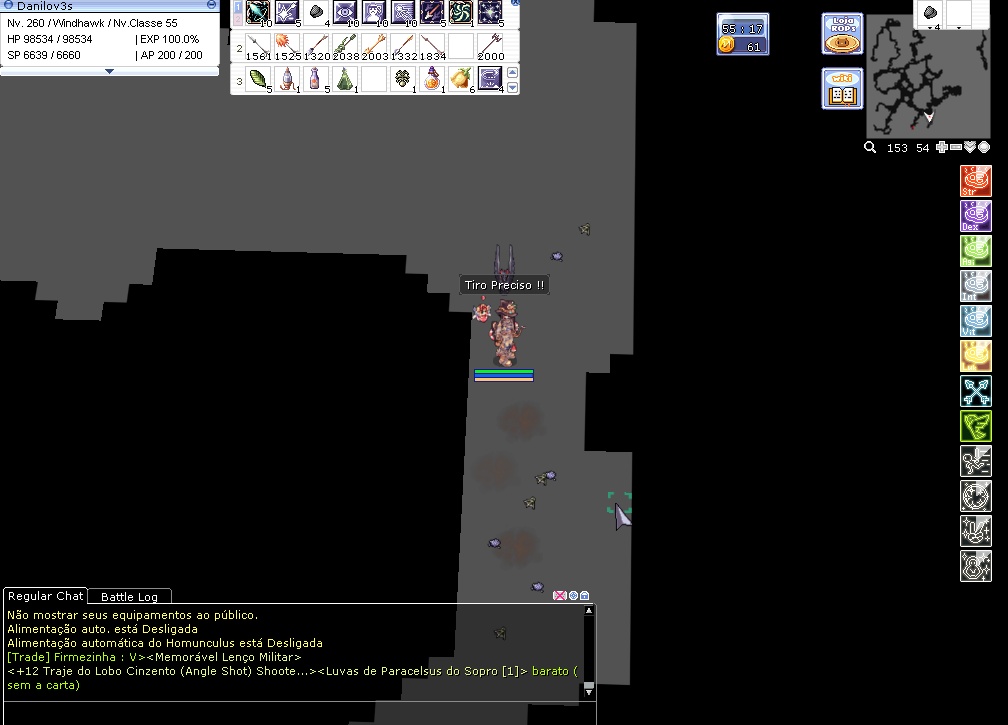 Danilov3s
Nv. 260 / Windhawk / Nv.Classe 55
HP 98534 / 98534 | EXP 100.0%
SP 6639 / 6660 | AP 200 / 200
1
10 5 4 10 10 10 5 1 5
2
1561 1525 1320 2038 2003 1332 1834 2000
3
5 1 5 1 1 1 6 4
55 : 17
61
Loja
ROPs
wiki
4
153 54
Str
Dex
Agi
Int
Vit
Tiro Preciso !!
Regular Chat
Battle Log
Não mostrar seus equipamentos ao público.
Alimentação auto. está Desligada
Alimentação automática do Homunculus está Desligada
[Trade] Firmezinha : V><Memorável Lenço Militar>
<+12 Traje do Lobo Cinzento (Angle Shot) Shoote...><Luvas de Paracelsus do Sopro [1]> barato (
sem a carta)